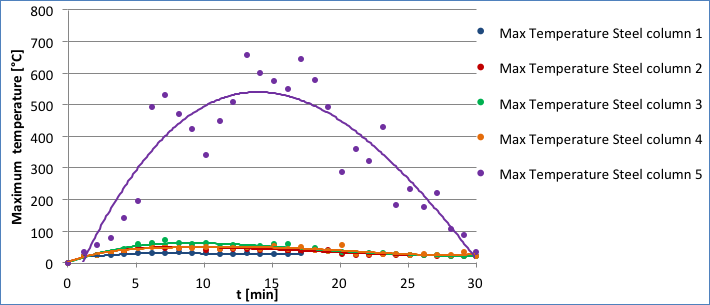 800
700
600
500
400
300
200
100
0
Maximum temperature [°C]
0 5 10 15 20 25 30
t [min]
Max Temperature Steel column 1
Max Temperature Steel column 2
Max Temperature Steel column 3
Max Temperature Steel column 4
Max Temperature Steel column 5